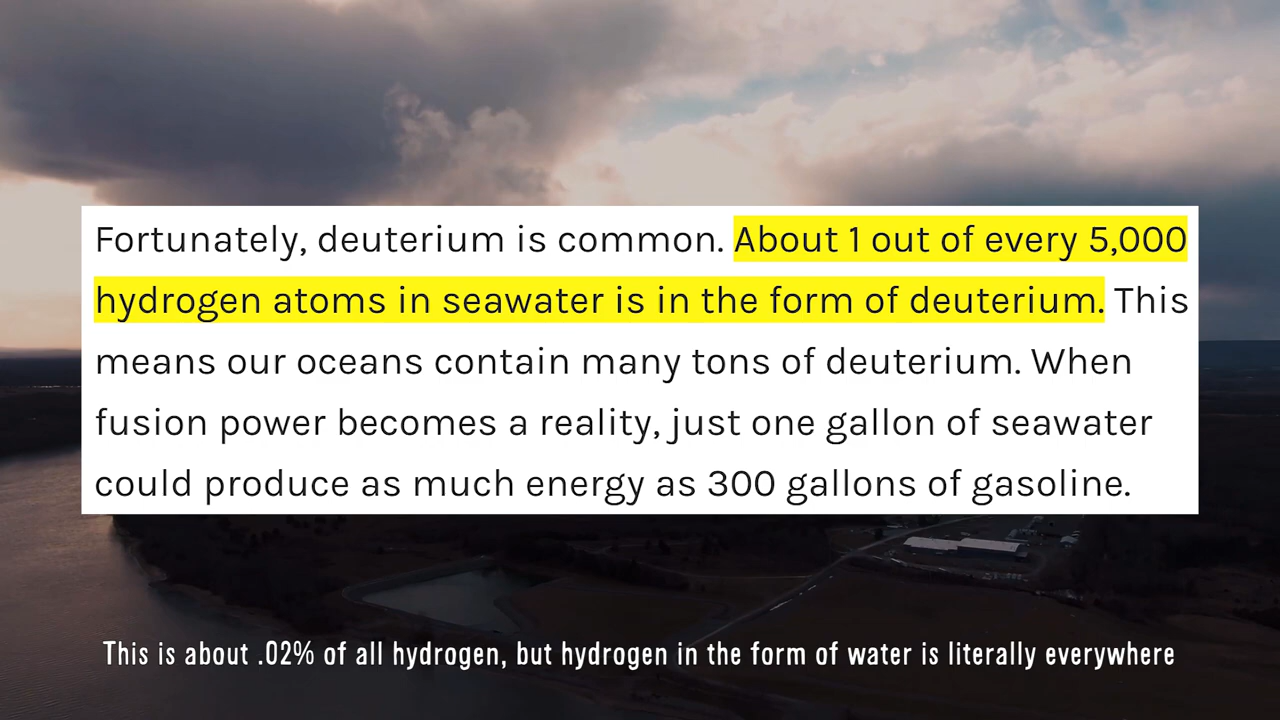 Fortunately, deuterium is common. About 1 out of every 5,000
hydrogen atoms in seawater is in the form of deuterium. This
means our oceans contain many tons of deuterium. When
fusion power becomes a reality, just one gallon of seawater
could produce as much energy as 300 gallons of gasoline.
This is about .02% of all hydrogen, but hydrogen in the form of water is literally everywhere